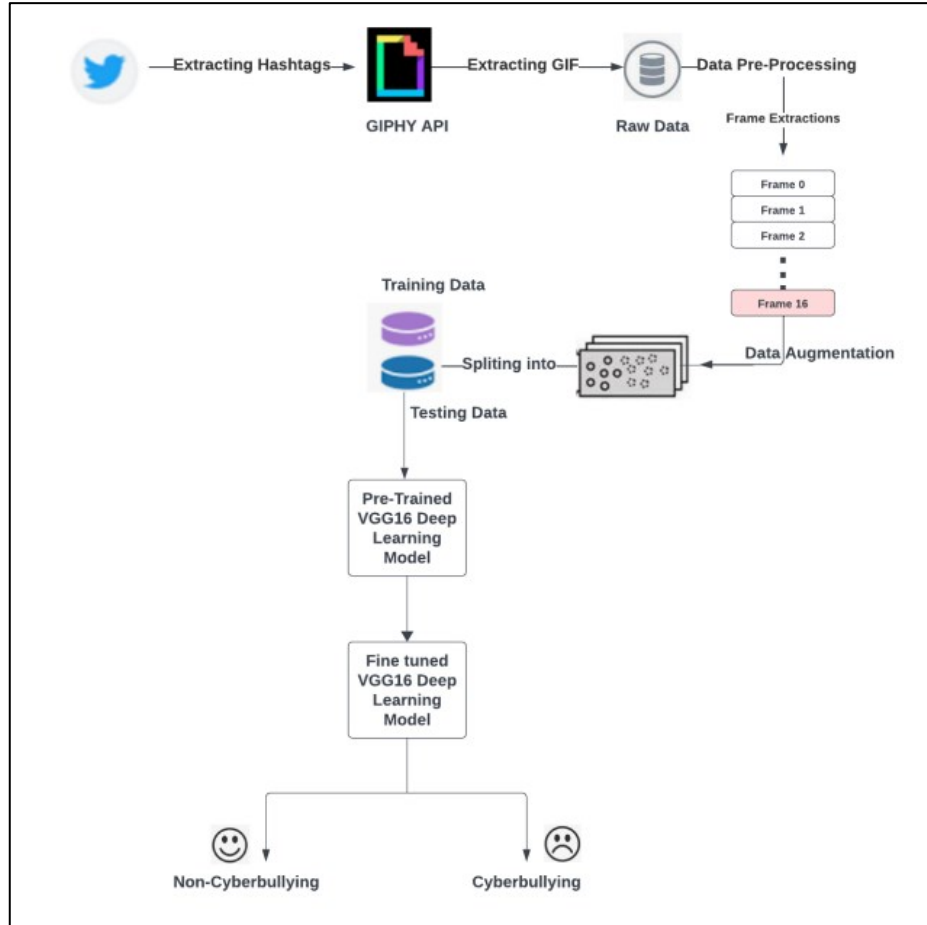 Extracting Hashtags
Extracting GIF
Data Pre-Processing
GIPHY API
Raw Data
Frame Extractions
Frame 0
Frame 1
Frame 2
Frame 16
Training Data
Data Augmentation
Spliting into
Testing Data
Pre-Trained
VGG16 Deep
Learning
Model
Fine tuned
VGG16 Deep
Learning
Model
Non-Cyberbullying
Cyberbullying